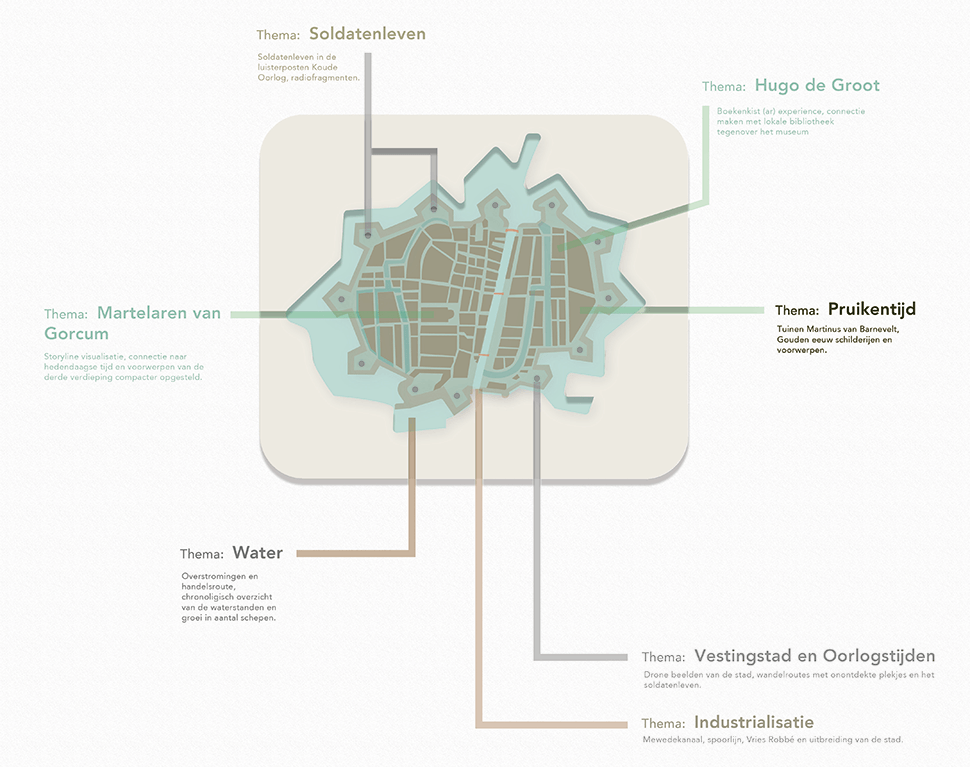 Thema: Soldatenleven
Soldatenleven in de
luisterposten Koude
Oorlog, radiofragmenten.
Thema: Hugo de Groot
Boekenkist (ar) experience, connectie
maken met lokale bibliotheek
tegenover het museum
Thema: Martelaren van
Gorcum
Storyline visualisatie, connectie naar
hedendaagse tijd en voorwerpen van de
derde verdieping compacter opgesteld.
Thema: Pruikentijd
Tuinen Martinus van Barnevelt,
Gouden eeuw schilderijen en
voorwerpen.
Thema: Water
Overstromingen en
handelsroute,
chronoligisch overzicht
van de waterstanden en
groei in aantal schepen.
Thema: Vestingstad en Oorlogstijden
Drone beelden van de stad, wandelroutes met onontdekte plekjes en het
soldatenleven.
Thema: Industrialisatie
Mewedekanaal, spoorlijn, Vries Robbé en uitbreiding van de stad.